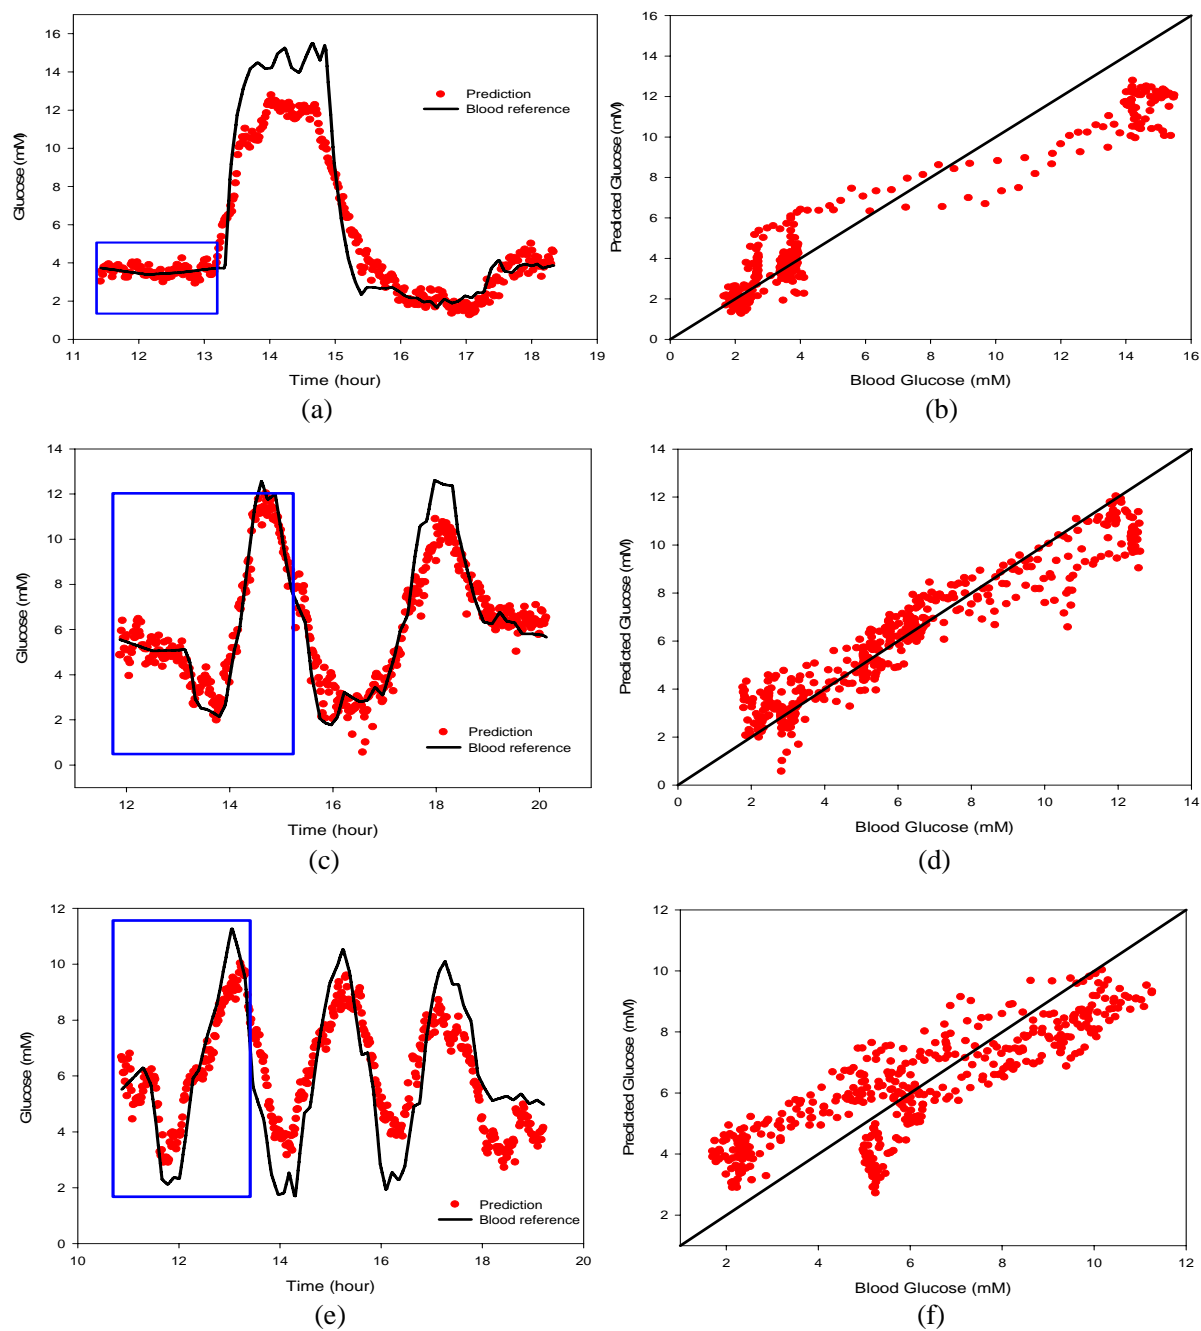 16
14
12
10
8
6
4
2
0
Glucose (mM)
Prediction
Blood reference
11 12 13 14 15 16 17 18 19
Time (hour)
(a)
16
14
12
10
8
6
4
2
0
Predicted Glucose (mM)
0 2 4 6 8 10 12 14 16
Blood Glucose (mM)
(b)
14
12
10
8
6
4
2
0
Glucose (mM)
Prediction
Blood reference
12 14 16 18 20
Time (hour)
(c)
14
12
10
8
6
4
2
0
Predicted Glucose (mM)
0 2 4 6 8 10 12 14
Blood Glucose (mM)
(d)
12
10
8
6
4
2
0
Glucose (mM)
Prediction
Blood reference
10 12 14 16 18 20
Time (hour)
(e)
12
10
8
6
4
2
Predicted Glucose (mM)
2 4 6 8 10 12
Blood Glucose (mM)
(f)